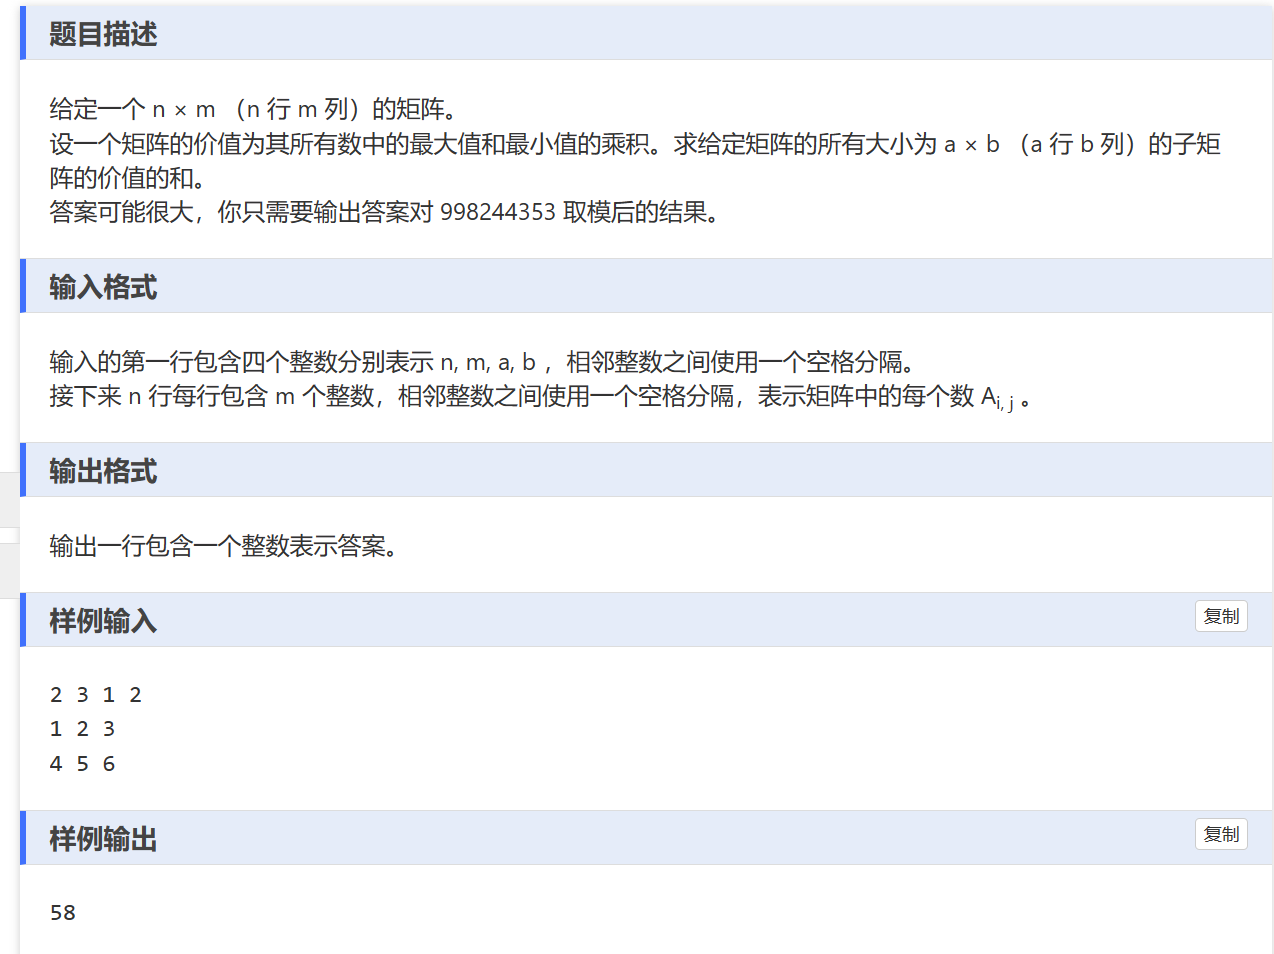 题目描述
给定一个 n × m （n 行 m 列）的矩阵。
设一个矩阵的价值为其所有数中的最大值和最小值的乘积。求给定矩阵的所有大小为 a × b （a 行 b 列）的子矩
阵的价值的和。
答案可能很大，你只需要输出答案对 998244353 取模后的结果。
输入格式
输入的第一行包含四个整数分别表示 n, m, a, b ，相邻整数之间使用一个空格分隔。
接下来 n 行每行包含 m 个整数，相邻整数之间使用一个空格分隔，表示矩阵中的每个数 Ai, j 。
输出格式
输出一行包含一个整数表示答案。
样例输入
复制
2 3 1 2
1 2 3
4 5 6
样例输出
复制
58